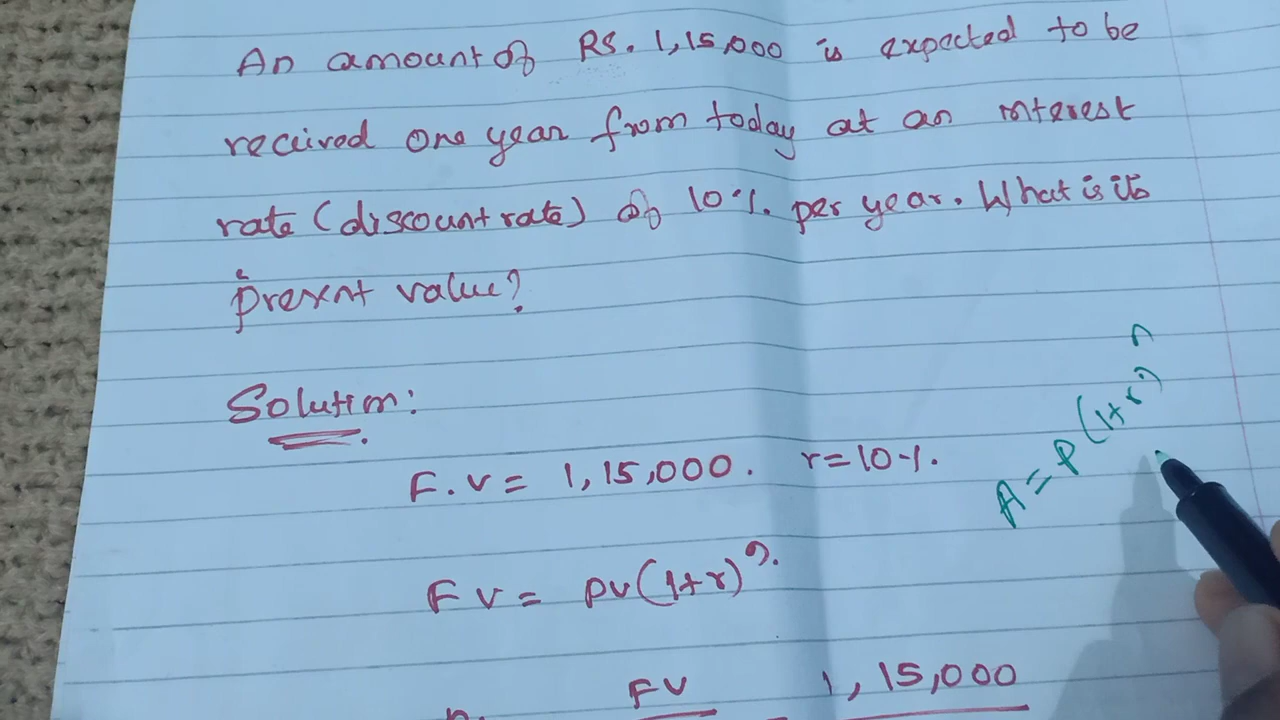 An amount of RS. 1,15,000 is expected to be
recieved one year from today at an interest
rate (discount rate) of 10%. per year. What is its
present value?
Solution:
F.V = 1,15,000. r=10%.
A = P(1+r)^n
FV = PV(1+r)^n.
FV 1,15,000